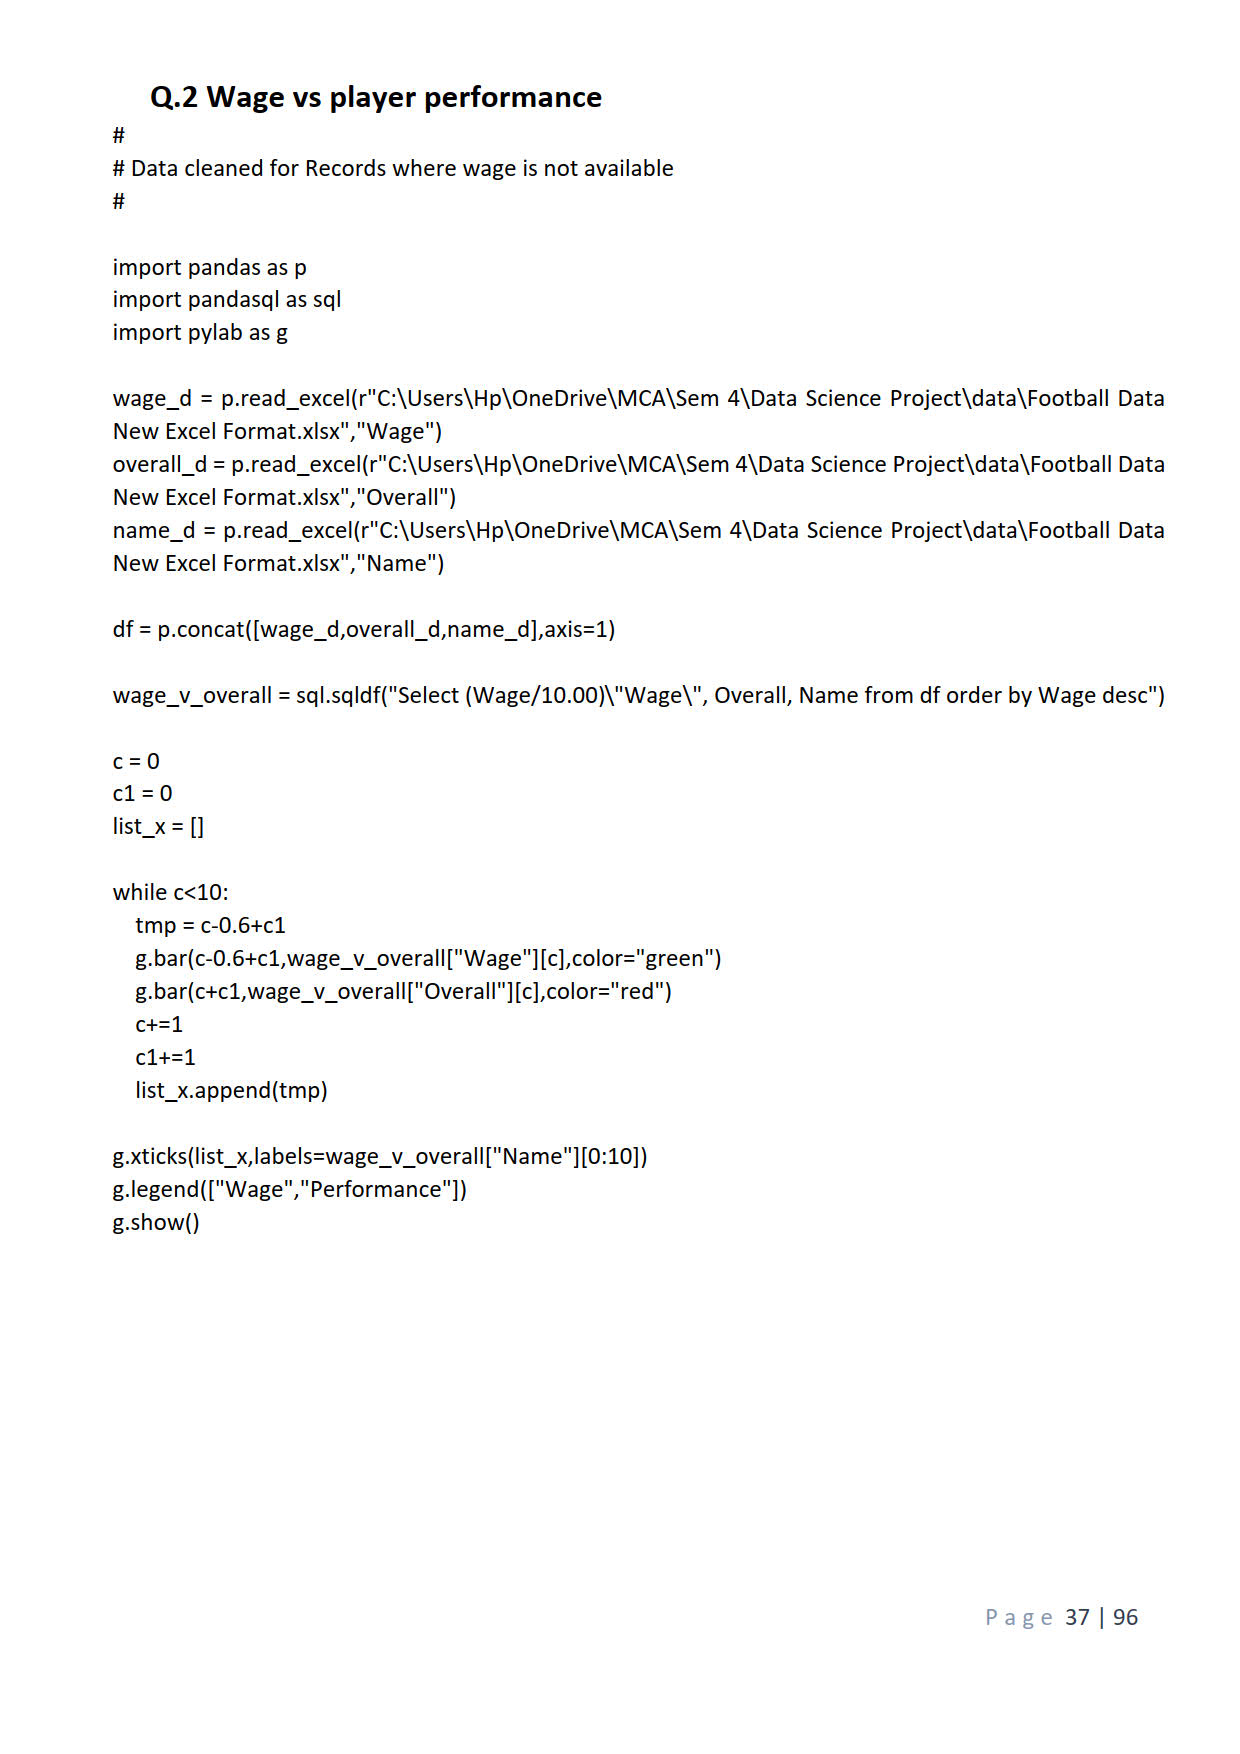 Q.2 Wage vs player performance
#
# Data cleaned for Records where wage is not available
#
import pandas as p
import pandasql as sql
import pylab as g
wage_d = p.read_excel(r"C:\Users\Hp\OneDrive\MCA\Sem 4\Data Science Project\data\Football Data
New Excel Format.xlsx","Wage")
overall_d = p.read_excel(r"C:\Users\Hp\OneDrive\MCA\Sem 4\Data Science Project\data\Football Data
New Excel Format.xlsx","Overall")
name_d = p.read_excel(r"C:\Users\Hp\OneDrive\MCA\Sem 4\Data Science Project\data\Football Data
New Excel Format.xlsx","Name")
df = p.concat([wage_d,overall_d,name_d],axis=1)
wage_v_overall = sql.sqldf("Select (Wage/10.00)\"Wage\", Overall, Name from df order by Wage desc")
c = 0
c1 = 0
list_x = []
while c<10:
    tmp = c-0.6+c1
    g.bar(c-0.6+c1,wage_v_overall["Wage"][c],color="green")
    g.bar(c+c1,wage_v_overall["Overall"][c],color="red")
    c+=1
    c1+=1
    list_x.append(tmp)
g.xticks(list_x,labels=wage_v_overall["Name"][0:10])
g.legend(["Wage","Performance"])
g.show()
Page 37 | 96